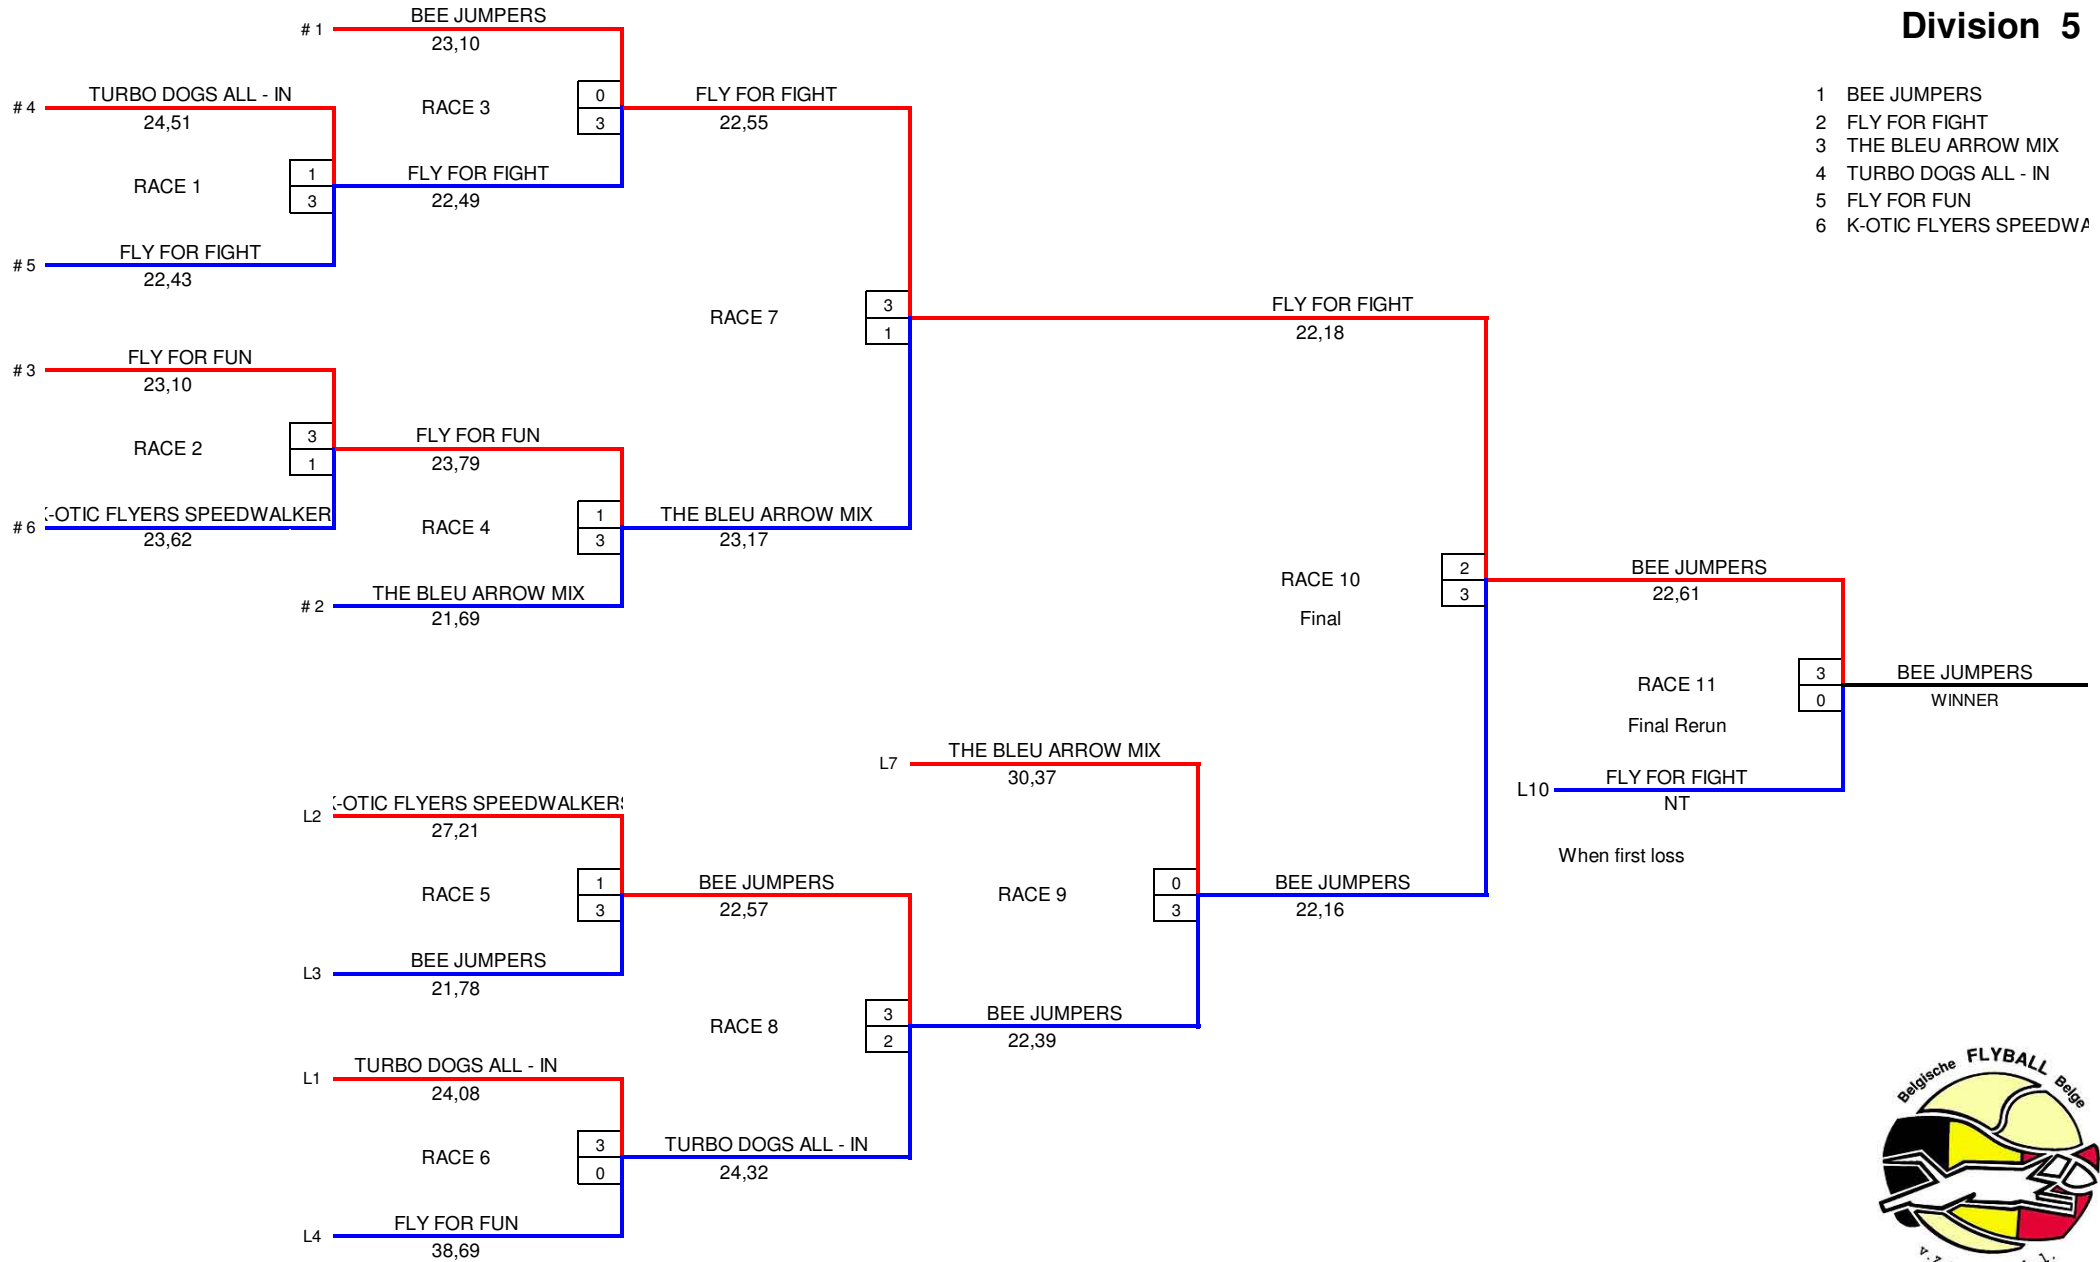 Division 5
1 BEE JUMPERS
2 FLY FOR FIGHT
3 THE BLEU ARROW MIX
4 TURBO DOGS ALL - IN
5 FLY FOR FUN
6 K-OTIC FLYERS SPEEDWA
# 1 BEE JUMPERS
23,10
# 4 TURBO DOGS ALL - IN
24,51
RACE 3
0
3
FLY FOR FIGHT
22,55
RACE 1
1
3
FLY FOR FIGHT
22,49
# 5 FLY FOR FIGHT
22,43
RACE 7
3
1
FLY FOR FIGHT
22,18
# 3 FLY FOR FUN
23,10
RACE 2
3
1
FLY FOR FUN
23,79
# 6 K-OTIC FLYERS SPEEDWALKER
23,62
RACE 4
1
3
THE BLEU ARROW MIX
23,17
# 2 THE BLEU ARROW MIX
21,69
RACE 10
Final
2
3
BEE JUMPERS
22,61
RACE 11
Final Rerun
3
0
BEE JUMPERS
WINNER
L7 THE BLEU ARROW MIX
30,37
L10 FLY FOR FIGHT
NT
When first loss
L2 K-OTIC FLYERS SPEEDWALKERS
27,21
RACE 5
1
3
BEE JUMPERS
22,57
RACE 9
0
3
BEE JUMPERS
22,16
L3 BEE JUMPERS
21,78
RACE 8
3
2
BEE JUMPERS
22,39
L1 TURBO DOGS ALL - IN
24,08
RACE 6
3
0
TURBO DOGS ALL - IN
24,32
L4 FLY FOR FUN
38,69
Belgische FLYBALL Belge